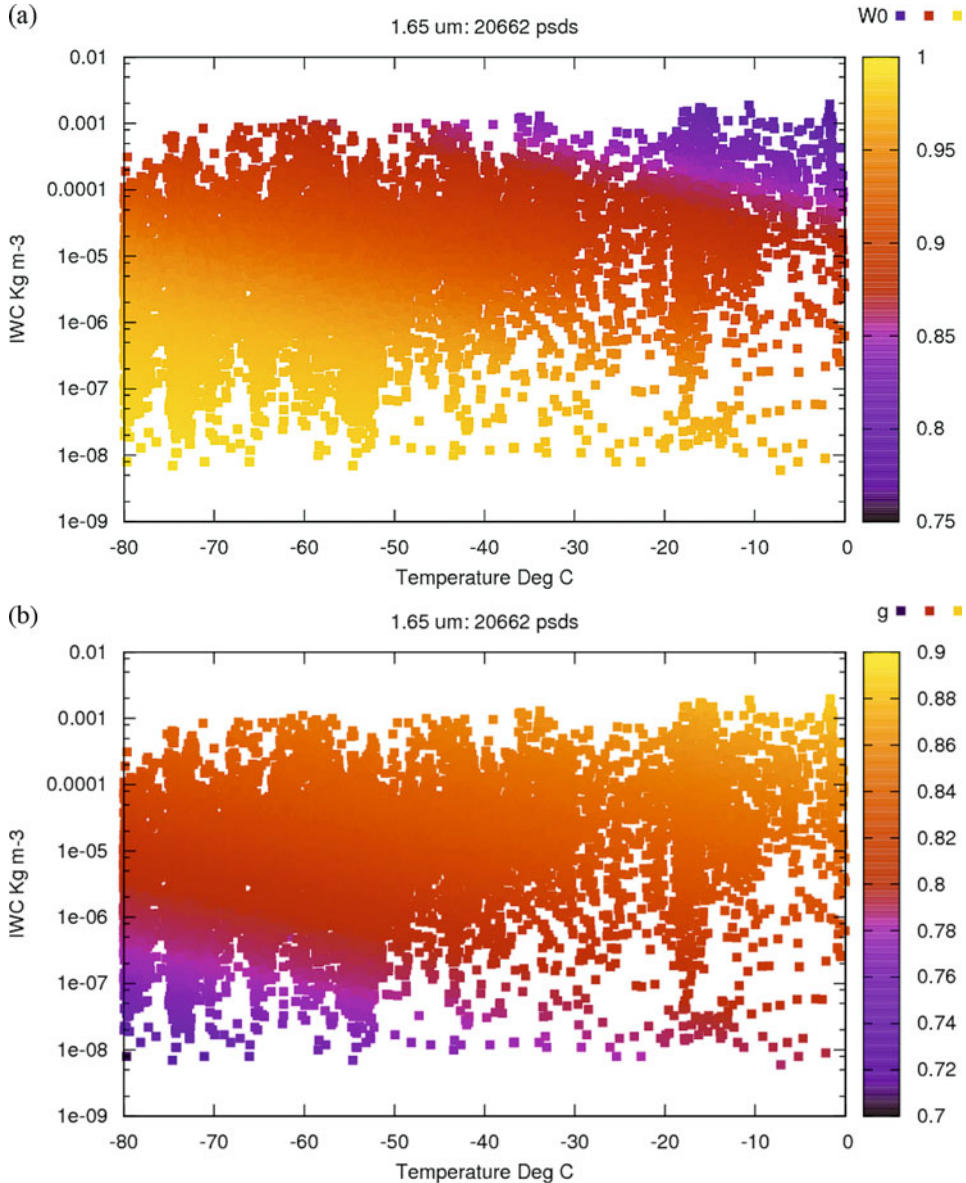 (a)
1.65 um: 20662 psds
W0
0.01
0.001
0.0001
1e-05
1e-06
1e-07
1e-08
1e-09
IWC Kg m-3
-80 -70 -60 -50 -40 -30 -20 -10 0
Temperature Deg C
1
0.95
0.9
0.85
0.8
0.75
(b)
1.65 um: 20662 psds
g
0.01
0.001
0.0001
1e-05
1e-06
1e-07
1e-08
1e-09
IWC Kg m-3
-80 -70 -60 -50 -40 -30 -20 -10 0
Temperature Deg C
0.9
0.88
0.86
0.84
0.82
0.8
0.78
0.76
0.74
0.72
0.7